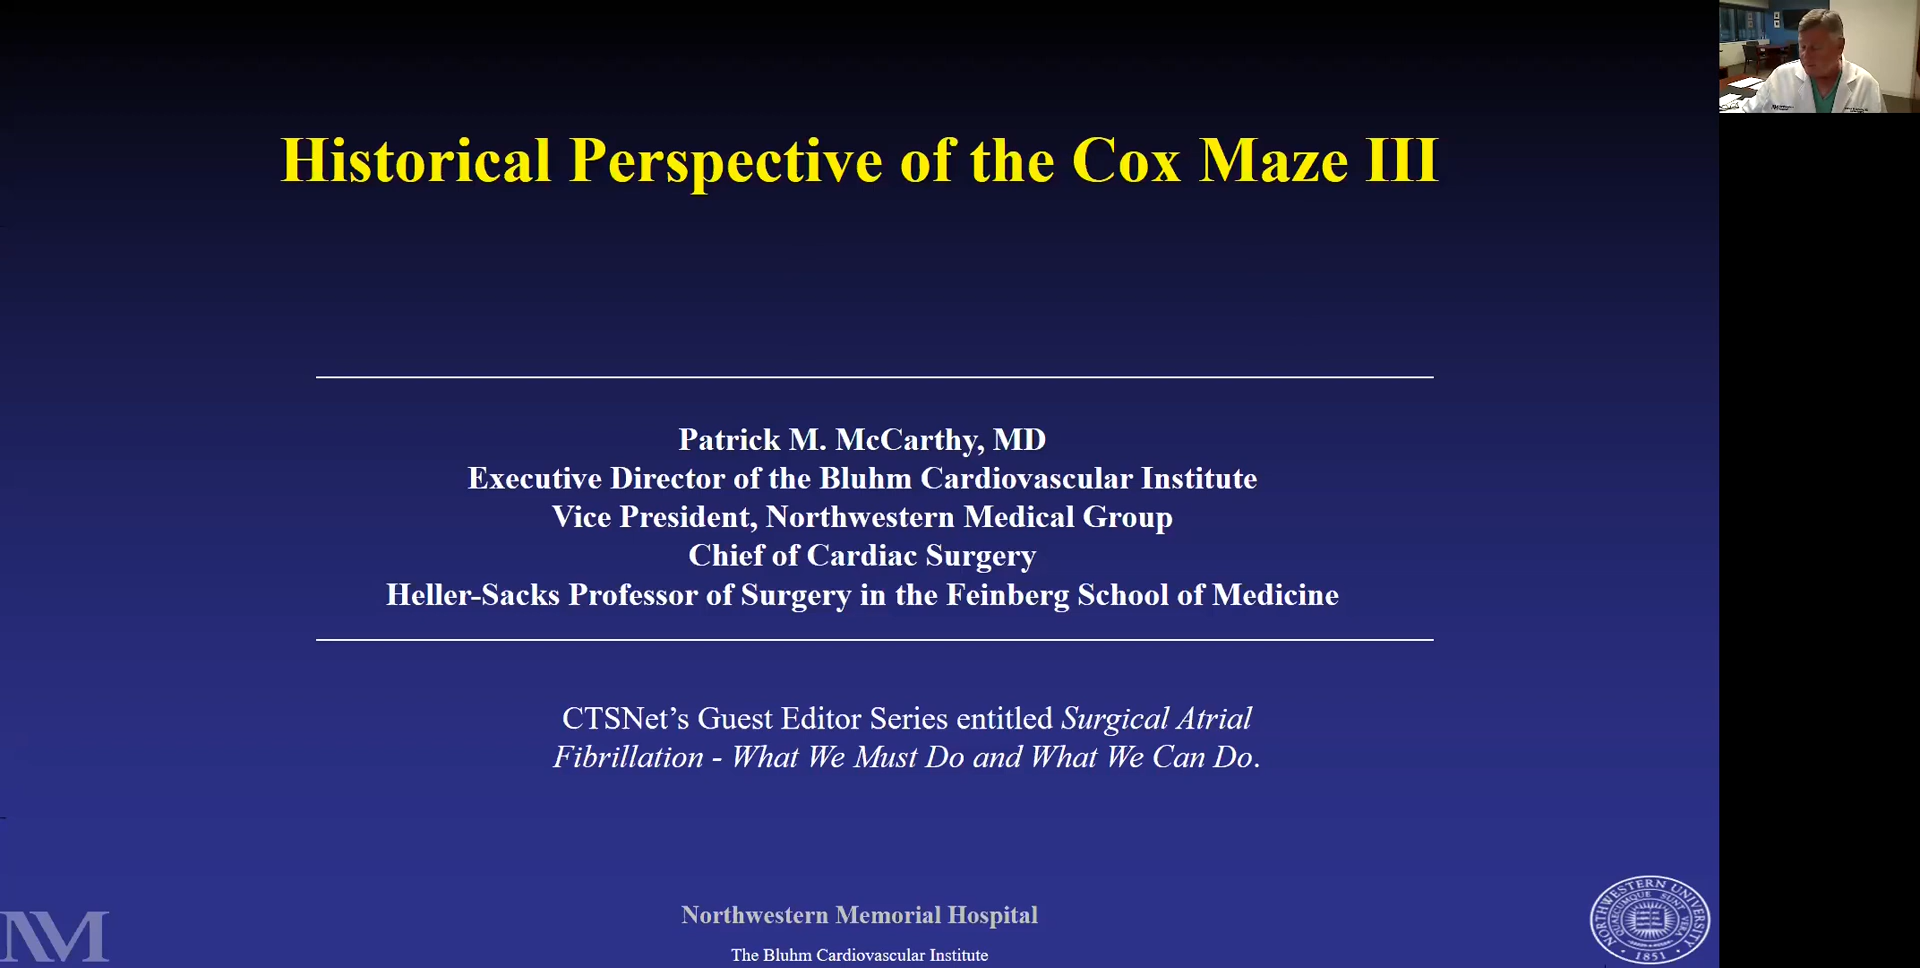 Historical Perspective of the Cox Maze III
Patrick M. McCarthy, MD
Executive Director of the Bluhm Cardiovascular Institute
Vice President, Northwestern Medical Group
Chief of Cardiac Surgery
Heller-Sacks Professor of Surgery in the Feinberg School of Medicine
CTSNet’s Guest Editor Series entitled Surgical Atrial
Fibrillation - What We Must Do and What We Can Do.
NM
Northwestern Memorial Hospital
The Bluhm Cardiovascular Institute
NORTHWESTERN UNIVERSITY
QUAECUMQUE SUNT VERA
1851